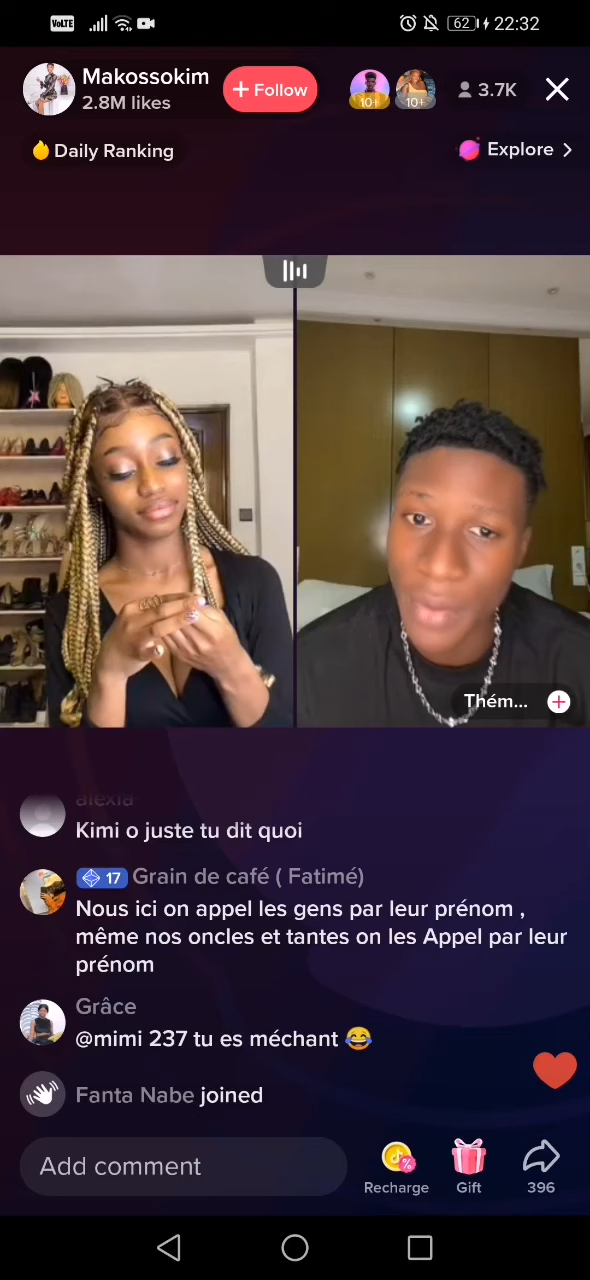 VoLTE 62 22:32
Makossokim
2.8M likes
+ Follow
10+ 10+
3.7K
Daily Ranking
Explore >
Thém...
alexia
Kimi o juste tu dit quoi
17 Grain de café ( Fatimé)
Nous ici on appel les gens par leur prénom ,
même nos oncles et tantes on les Appel par leur
prénom
Grâce
@mimi 237 tu es méchant 😂
Fanta Nabe joined
Add comment
Recharge
Gift
396